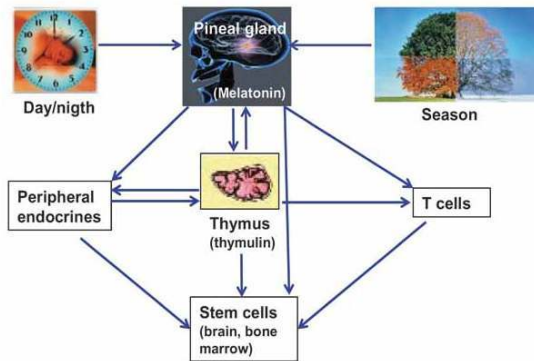 Pineal gland
(Melatonin)
Day/nigth
Season
Peripheral
endocrines
T cells
Thymus
(thymulin)
Stem cells
(brain, bone
marrow)